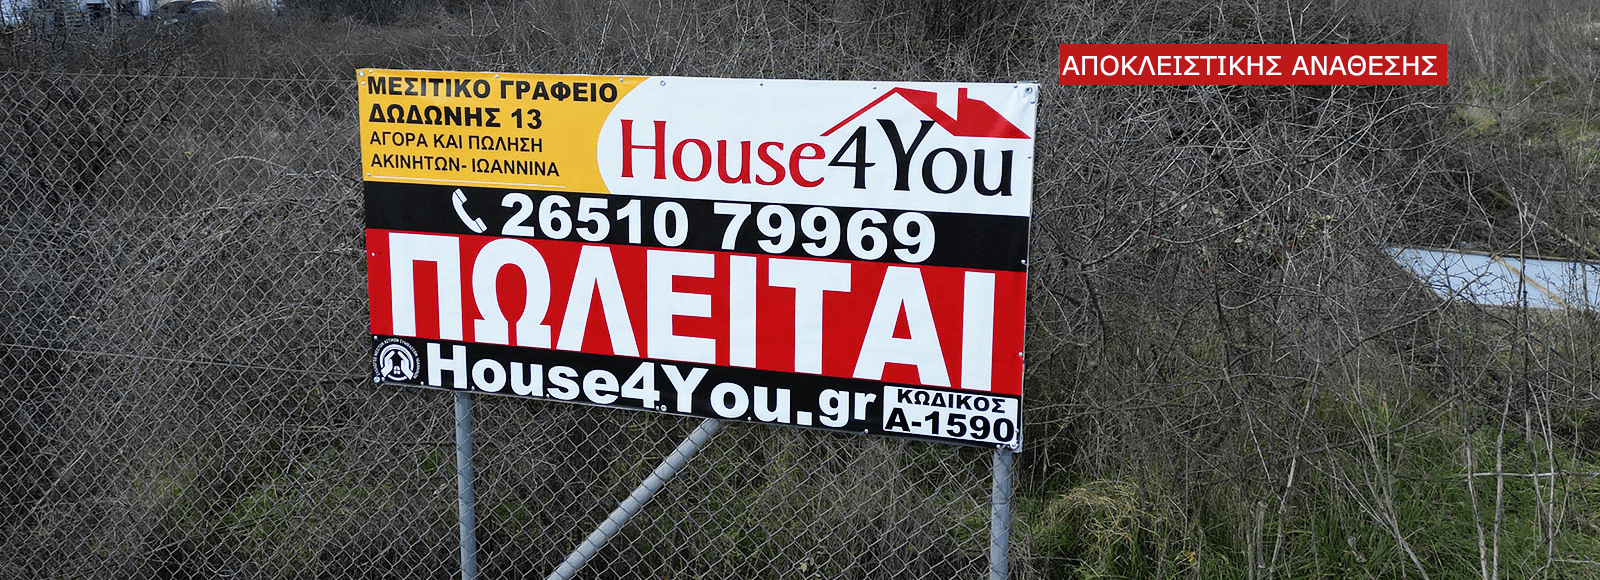 ΑΠΟΚΛΕΙΣΤΙΚΗΣ ΑΝΑΘΕΣΗΣ
ΜΕΣΙΤΙΚΟ ΓΡΑΦΕΙΟ
ΔΩΔΩΝΗΣ 13
ΑΓΟΡΑ ΚΑΙ ΠΩΛΗΣΗ
ΑΚΙΝΗΤΩΝ- ΙΩΑΝΝΙΝΑ
House4You
26510 79969
ΠΩΛΕΙΤΑΙ
House4You.gr
ΚΩΔΙΚΟΣ
Α-1590